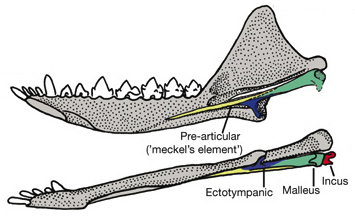 Pre-articular
('meckel's element')
Ectotympanic
Malleus
Incus